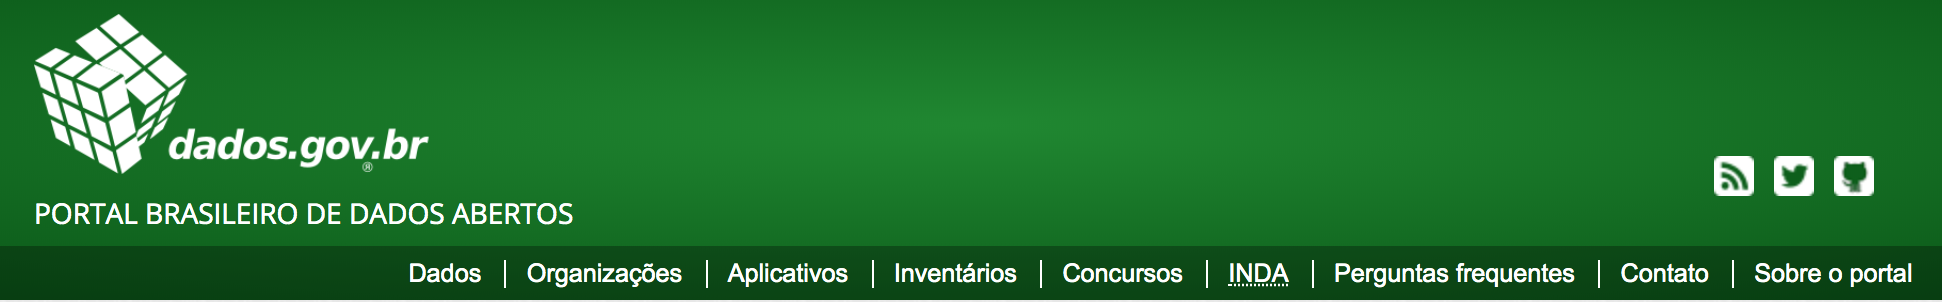 dados.gov.br
®
PORTAL BRASILEIRO DE DADOS ABERTOS
Dados Organizações Aplicativos Inventários Concursos INDA Perguntas frequentes Contato Sobre o portal